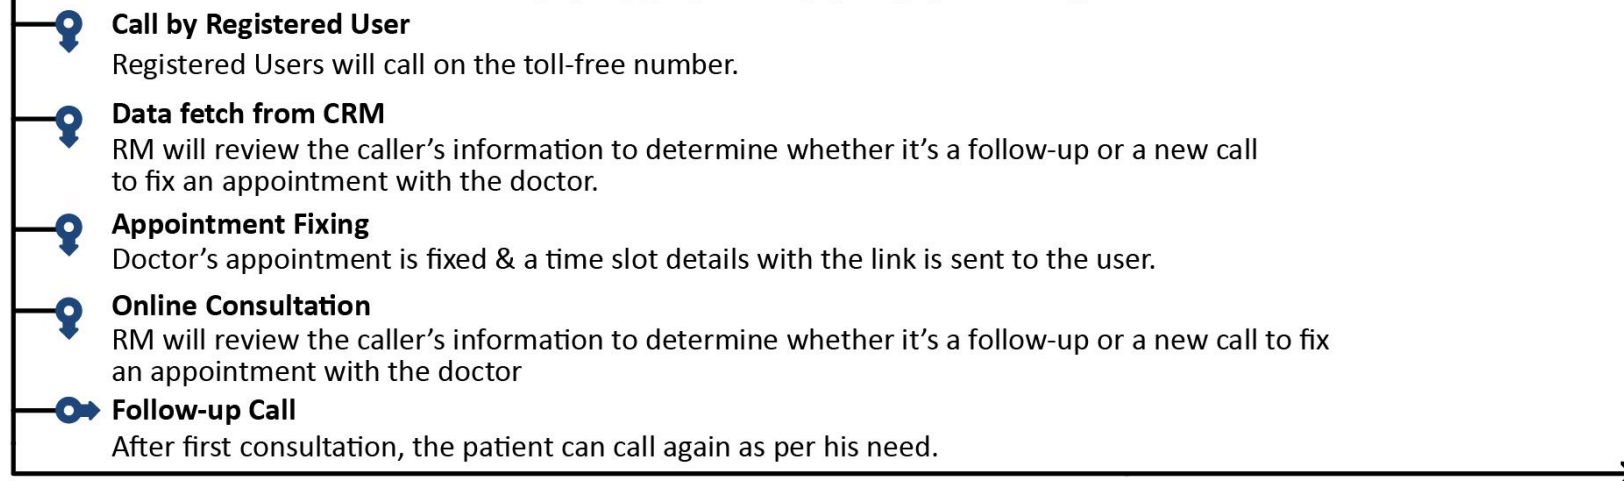 Call by Registered User
Registered Users will call on the toll-free number.
Data fetch from CRM
RM will review the caller’s information to determine whether it’s a follow-up or a new call
to fix an appointment with the doctor.
Appointment Fixing
Doctor’s appointment is fixed & a time slot details with the link is sent to the user.
Online Consultation
RM will review the caller’s information to determine whether it’s a follow-up or a new call to fix
an appointment with the doctor
Follow-up Call
After first consultation, the patient can call again as per his need.